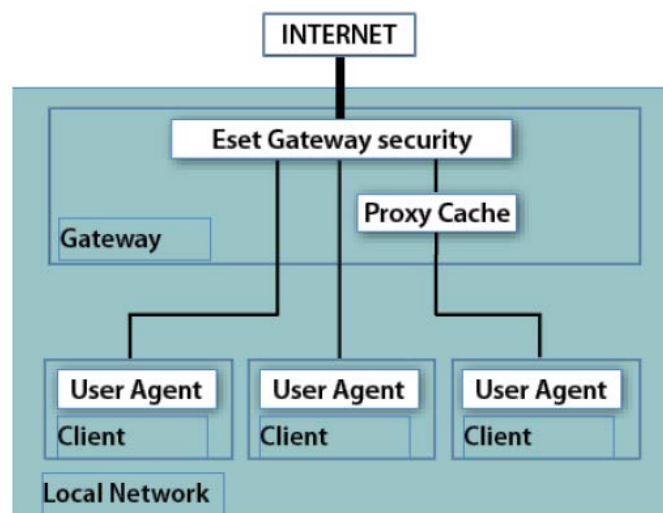 INTERNET
Eset Gateway security
Proxy Cache
Gateway
User Agent
Client
User Agent
Client
User Agent
Client
Local Network